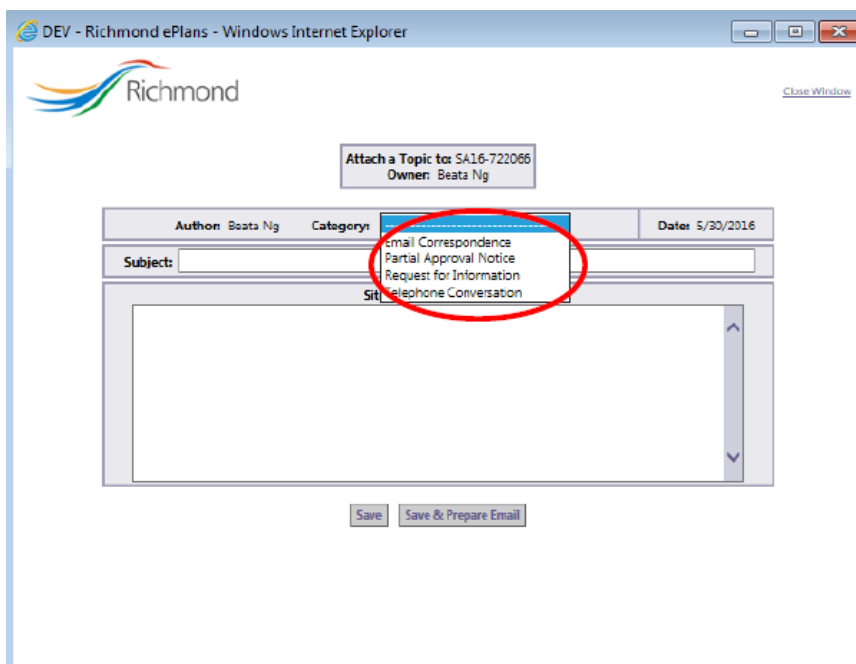 DEV - Richmond ePlans - Windows Internet Explorer
Richmond
Close Window
Attach a Topic to: SA16-722066
Owner: Beata Ng
Author: Beata Ng Category: -------------------------------- Date: 5/30/2016
Email Correspondence
Partial Approval Notice
Subject:
Request for Information
Telephone Conversation
Sit
Save Save & Prepare Email